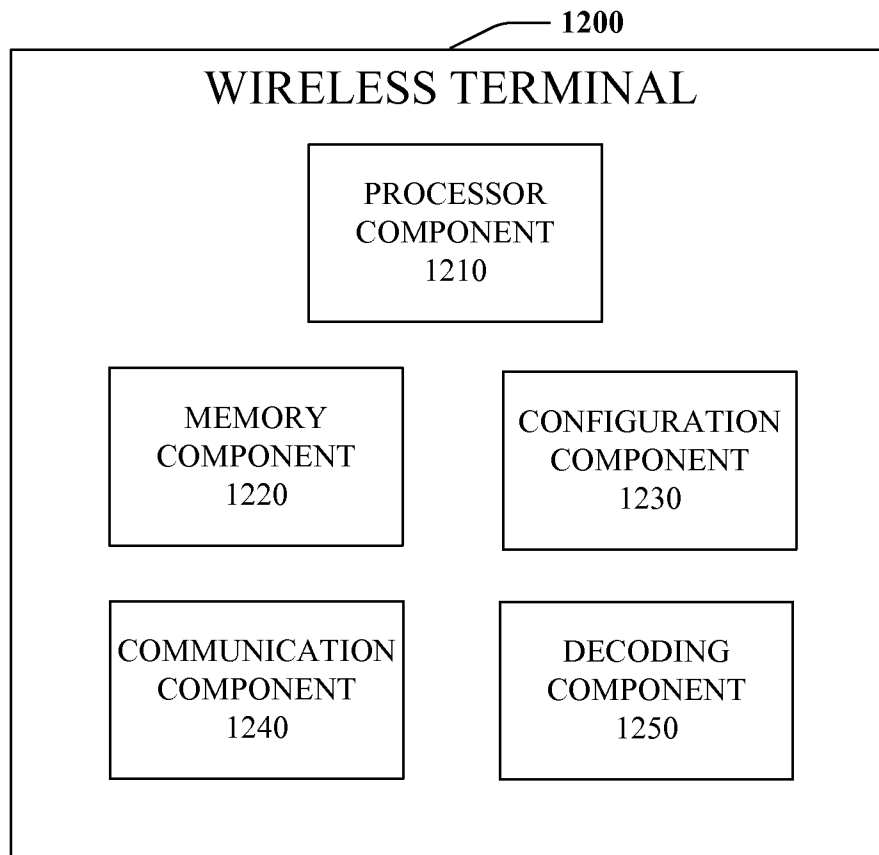 1200
WIRELESS TERMINAL
PROCESSOR
COMPONENT
1210
MEMORY
COMPONENT
1220
CONFIGURATION
COMPONENT
1230
COMMUNICATION
COMPONENT
1240
DECODING
COMPONENT
1250